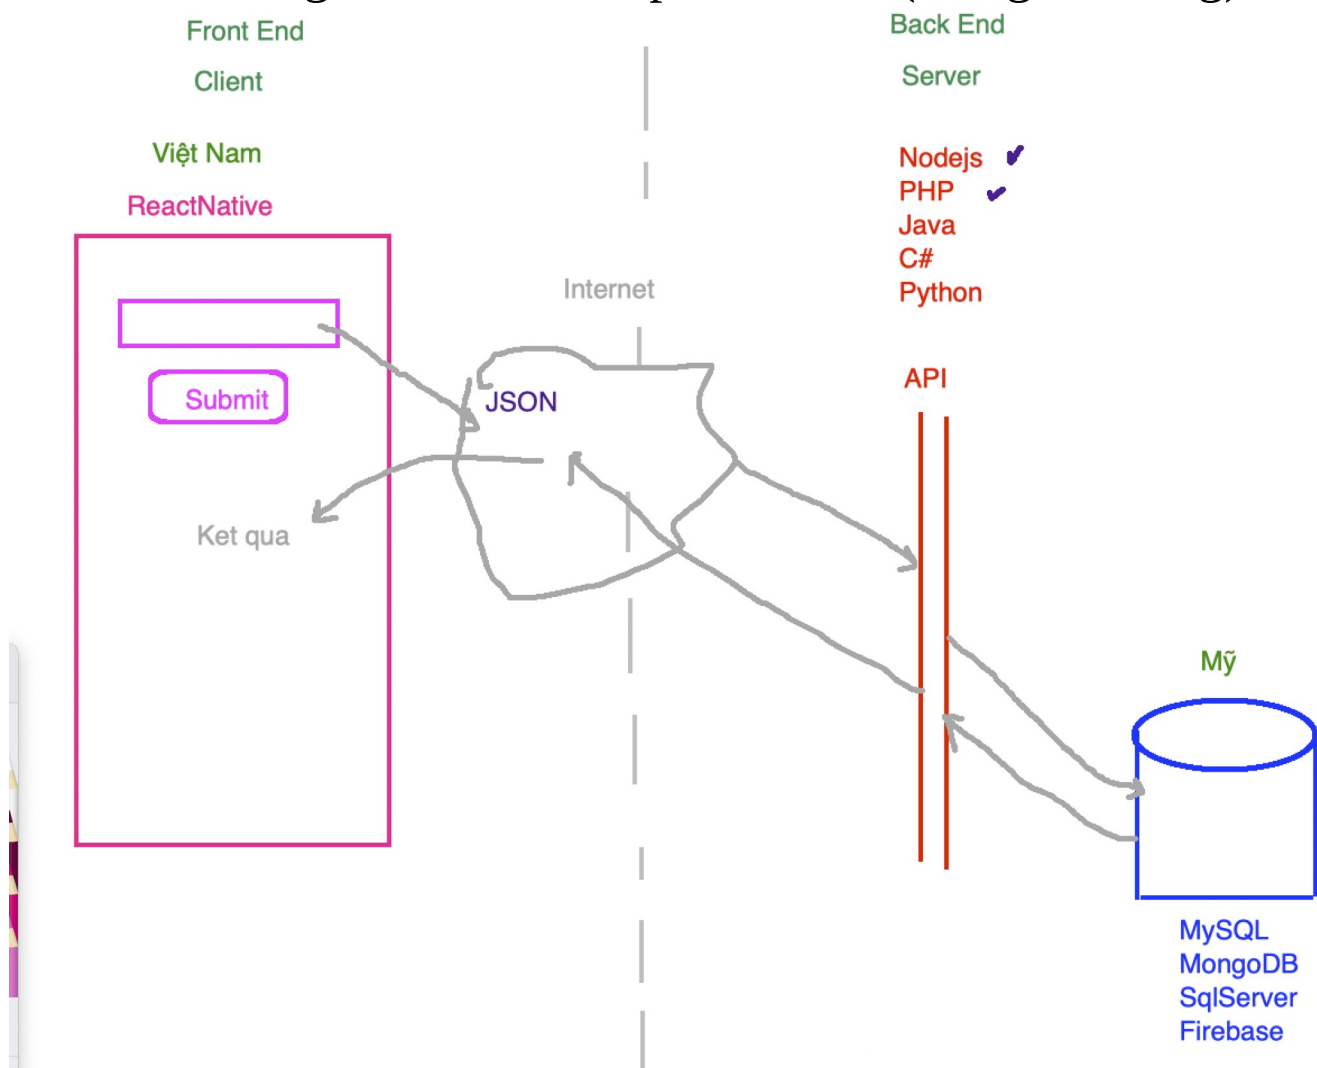 Front End
Client
Việt Nam
ReactNative
Submit
Ket qua
Internet
JSON
Back End
Server
Nodejs
PHP
Java
C#
Python
API
Mỹ
MySQL
MongoDB
SqlServer
Firebase